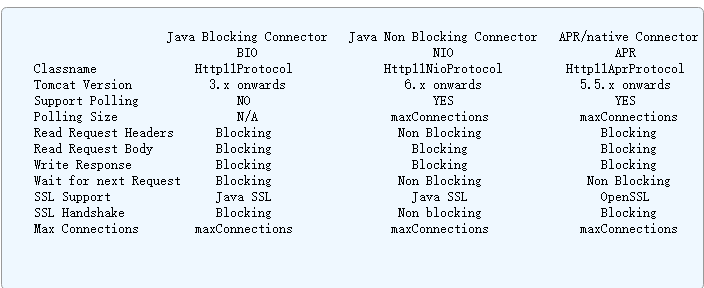 Java Blocking Connector Java Non Blocking Connector APR/native Connector
BIO NIO APR
Classname Http11Protocol Http11NioProtocol Http11AprProtocol
Tomcat Version 3.x onwards 6.x onwards 5.5.x onwards
Support Polling NO YES YES
Polling Size N/A maxConnections maxConnections
Read Request Headers Blocking Non Blocking Blocking
Read Request Body Blocking Blocking Blocking
Write Response Blocking Blocking Blocking
Wait for next Request Blocking Non Blocking Non Blocking
SSL Support Java SSL Java SSL OpenSSL
SSL Handshake Blocking Non blocking Blocking
Max Connections maxConnections maxConnections maxConnections